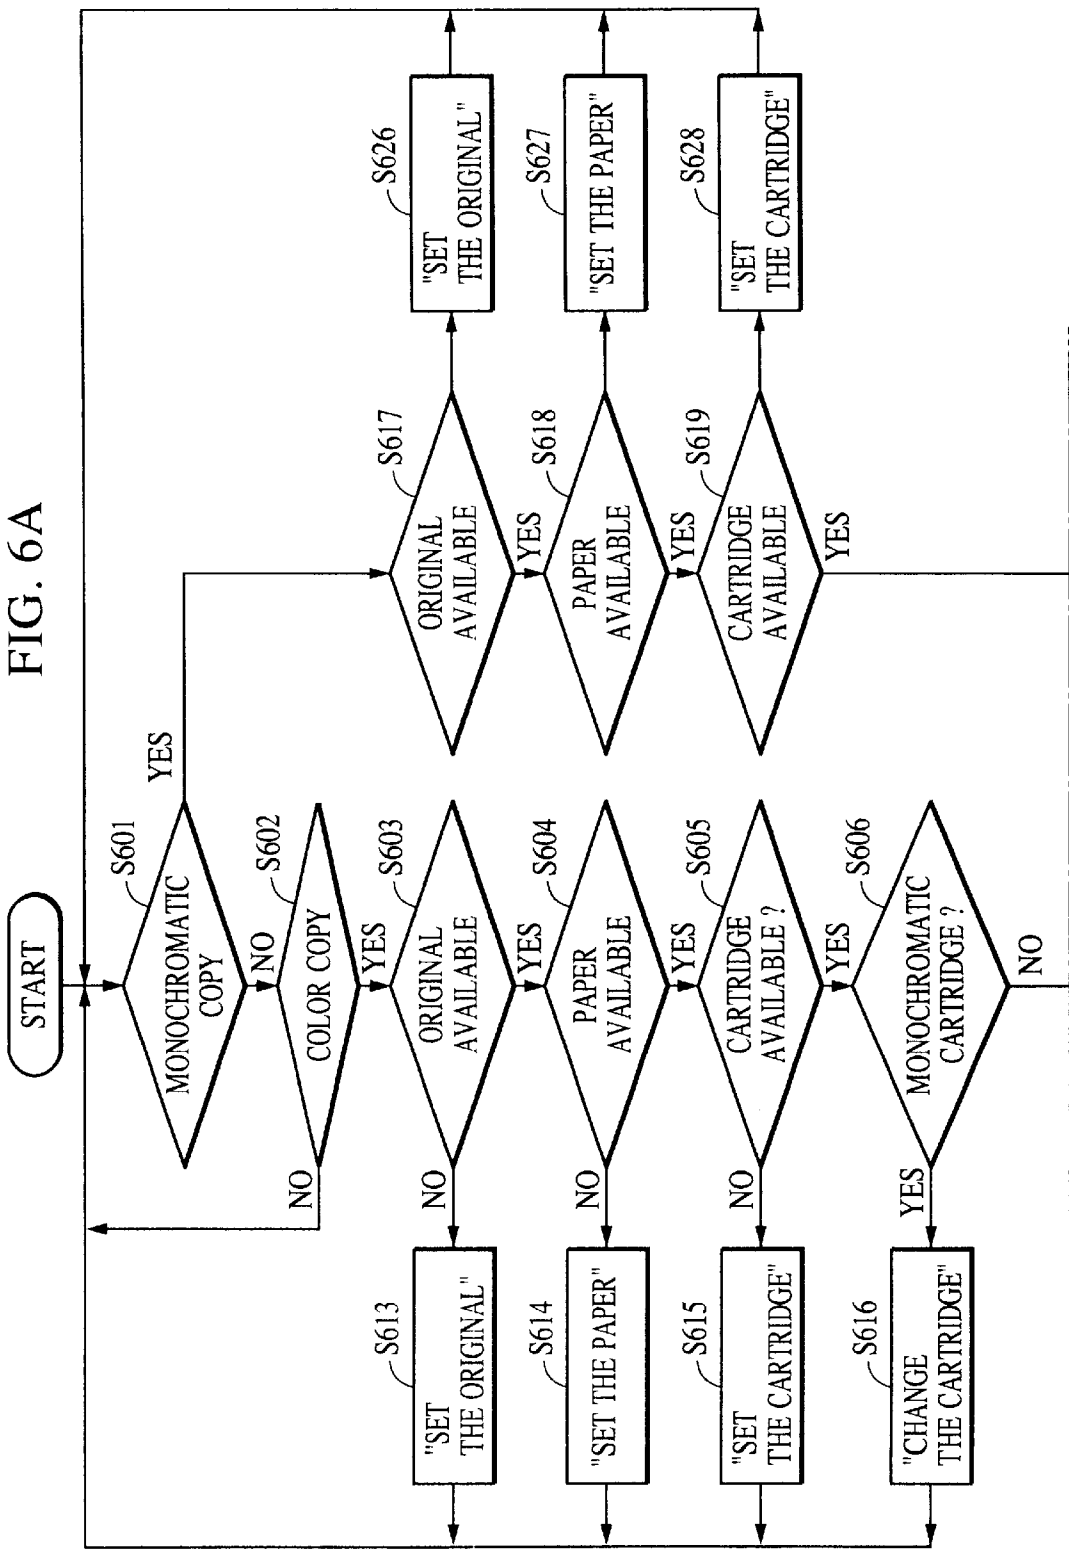 FIG. 6A
START
S601
MONOCHROMATIC
COPY
YES
NO
S602
COLOR COPY
NO
YES
S603
ORIGINAL
AVAILABLE
NO
YES
S613
"SET
THE ORIGINAL"
S604
PAPER
AVAILABLE
NO
YES
S614
"SET THE PAPER"
S605
CARTRIDGE
AVAILABLE ?
NO
YES
S615
"SET
THE CARTRIDGE"
S606
MONOCHROMATIC
CARTRIDGE ?
YES
NO
S616
"CHANGE
THE CARTRIDGE"
S617
ORIGINAL
AVAILABLE
YES
S626
"SET
THE ORIGINAL"
S618
PAPER
AVAILABLE
YES
S627
"SET THE PAPER"
S619
CARTRIDGE
AVAILABLE
YES
S628
"SET
THE CARTRIDGE"